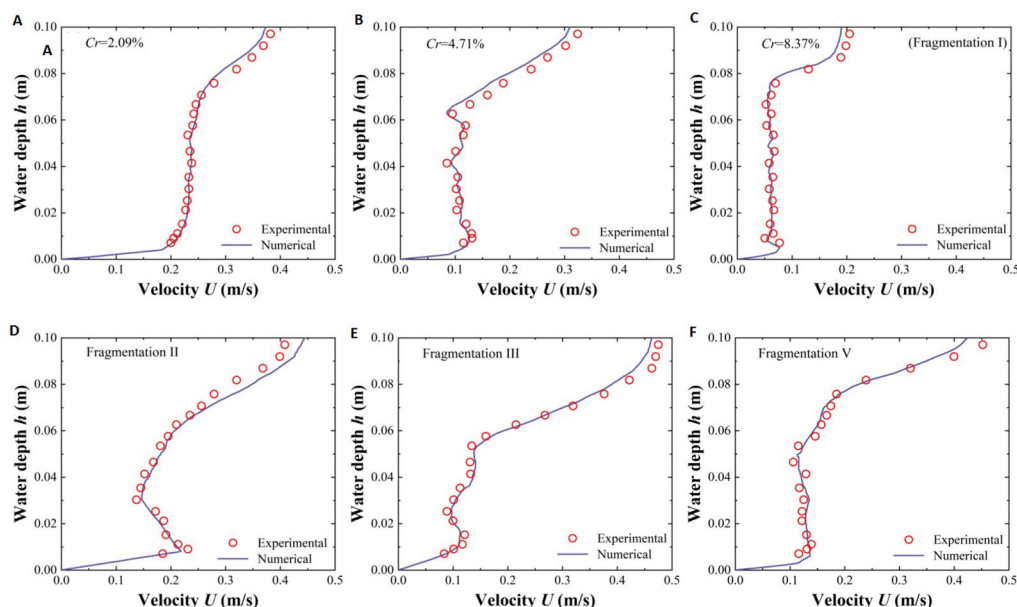 A
B
C
A
Cr=2.09%
Cr=4.71%
Cr=8.37%
(Fragmentation I)
Water depth h (m)
0.10
0.08
0.06
0.04
0.02
0.00
Experimental
Numerical
0.0 0.1 0.2 0.3 0.4 0.5
Velocity U (m/s)
Water depth h (m)
0.10
0.08
0.06
0.04
0.02
0.00
Experimental
Numerical
0.0 0.1 0.2 0.3 0.4 0.5
Velocity U (m/s)
Water depth h (m)
0.10
0.08
0.06
0.04
0.02
0.00
Experimental
Numerical
0.0 0.1 0.2 0.3 0.4 0.5
Velocity U (m/s)
D
E
F
Fragmentation II
Fragmentation III
Fragmentation V
Water depth h (m)
0.10
0.08
0.06
0.04
0.02
0.00
Experimental
Numerical
0.0 0.1 0.2 0.3 0.4 0.5
Velocity U (m/s)
Water depth h (m)
0.10
0.08
0.06
0.04
0.02
0.00
Experimental
Numerical
0.0 0.1 0.2 0.3 0.4 0.5
Velocity U (m/s)
Water depth h (m)
0.10
0.08
0.06
0.04
0.02
0.00
Experimental
Numerical
0.0 0.1 0.2 0.3 0.4 0.5
Velocity U (m/s)